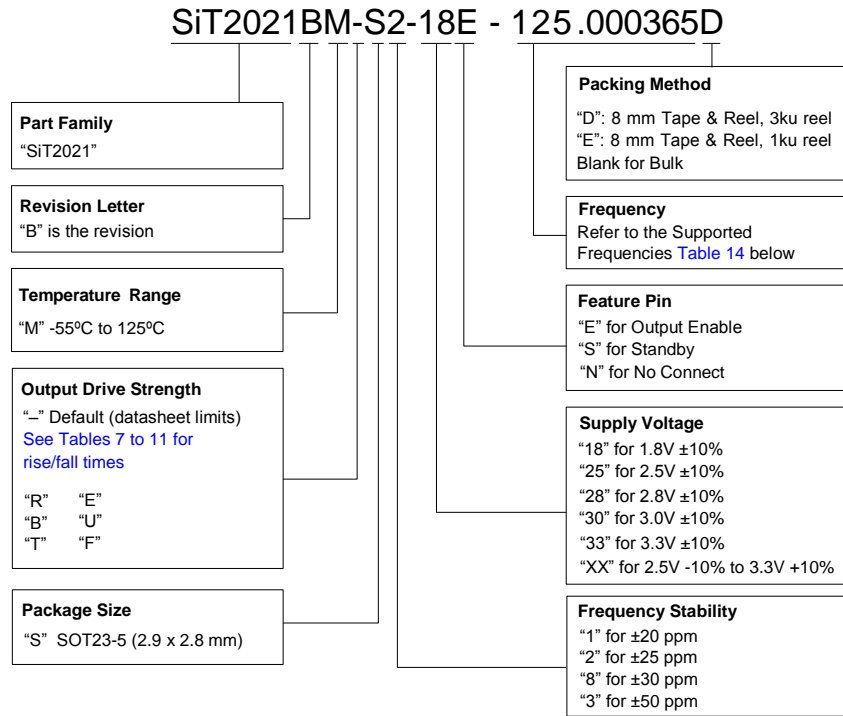 SiT2021BM-S2-18E - 125.000365D
Part Family
“SiT2021”
Revision Letter
“B” is the revision
Temperature Range
“M” -55ºC to 125ºC
Output Drive Strength
“–” Default (datasheet limits)
See Tables 7 to 11 for
rise/fall times
“R” “E”
“B” “U”
“T” “F”
Package Size
“S” SOT23-5 (2.9 x 2.8 mm)
Packing Method
“D”: 8 mm Tape & Reel, 3ku reel
“E”: 8 mm Tape & Reel, 1ku reel
Blank for Bulk
Frequency
Refer to the Supported
Frequencies Table 14 below
Feature Pin
“E” for Output Enable
“S” for Standby
“N” for No Connect
Supply Voltage
“18” for 1.8V ±10%
“25” for 2.5V ±10%
“28” for 2.8V ±10%
“30” for 3.0V ±10%
“33” for 3.3V ±10%
“XX” for 2.5V -10% to 3.3V +10%
Frequency Stability
“1” for ±20 ppm
“2” for ±25 ppm
“8” for ±30 ppm
“3” for ±50 ppm